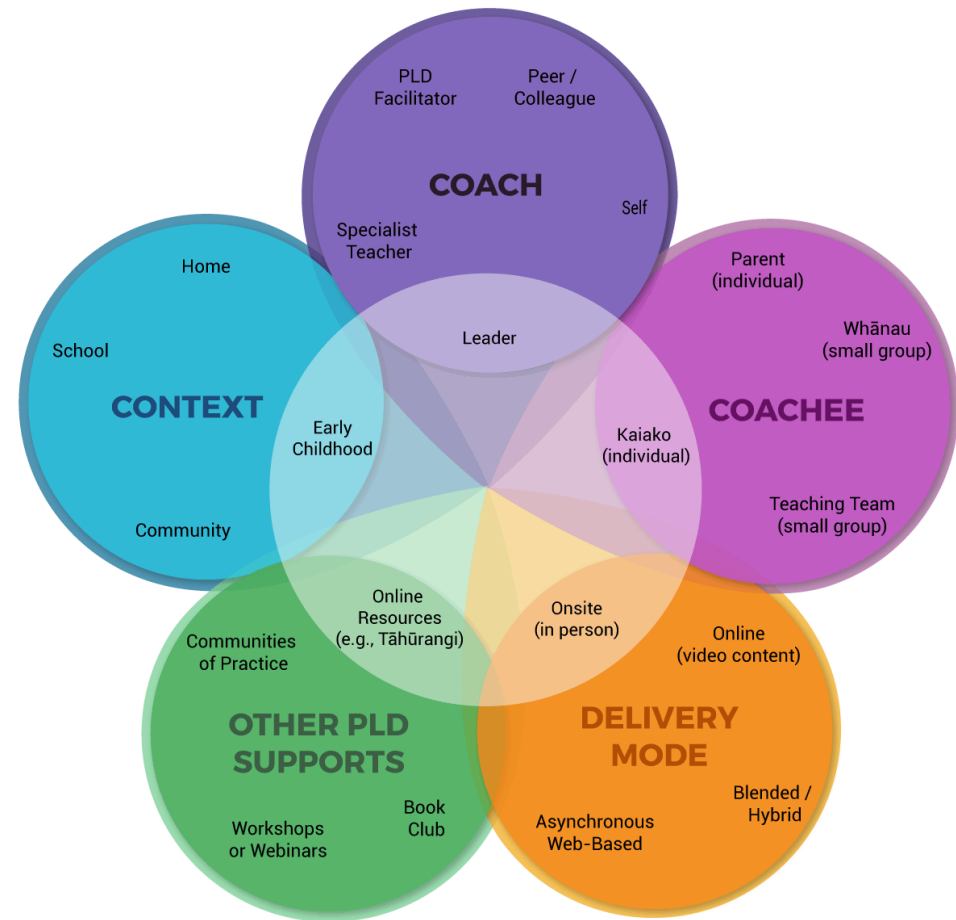 PLD
Facilitator
Peer /
Colleague
COACH
Self
Specialist
Teacher
Leader
Home
School
CONTEXT
Early
Childhood
Community
Parent
(individual)
Whānau
(small group)
COACHEE
Kaiako
(individual)
Teaching Team
(small group)
Online
Resources
(e.g., Tāhūrangi)
Communities
of Practice
OTHER PLD
SUPPORTS
Book
Club
Workshops
or Webinars
Onsite
(in person)
Online
(video content)
DELIVERY
MODE
Blended /
Hybrid
Asynchronous
Web-Based